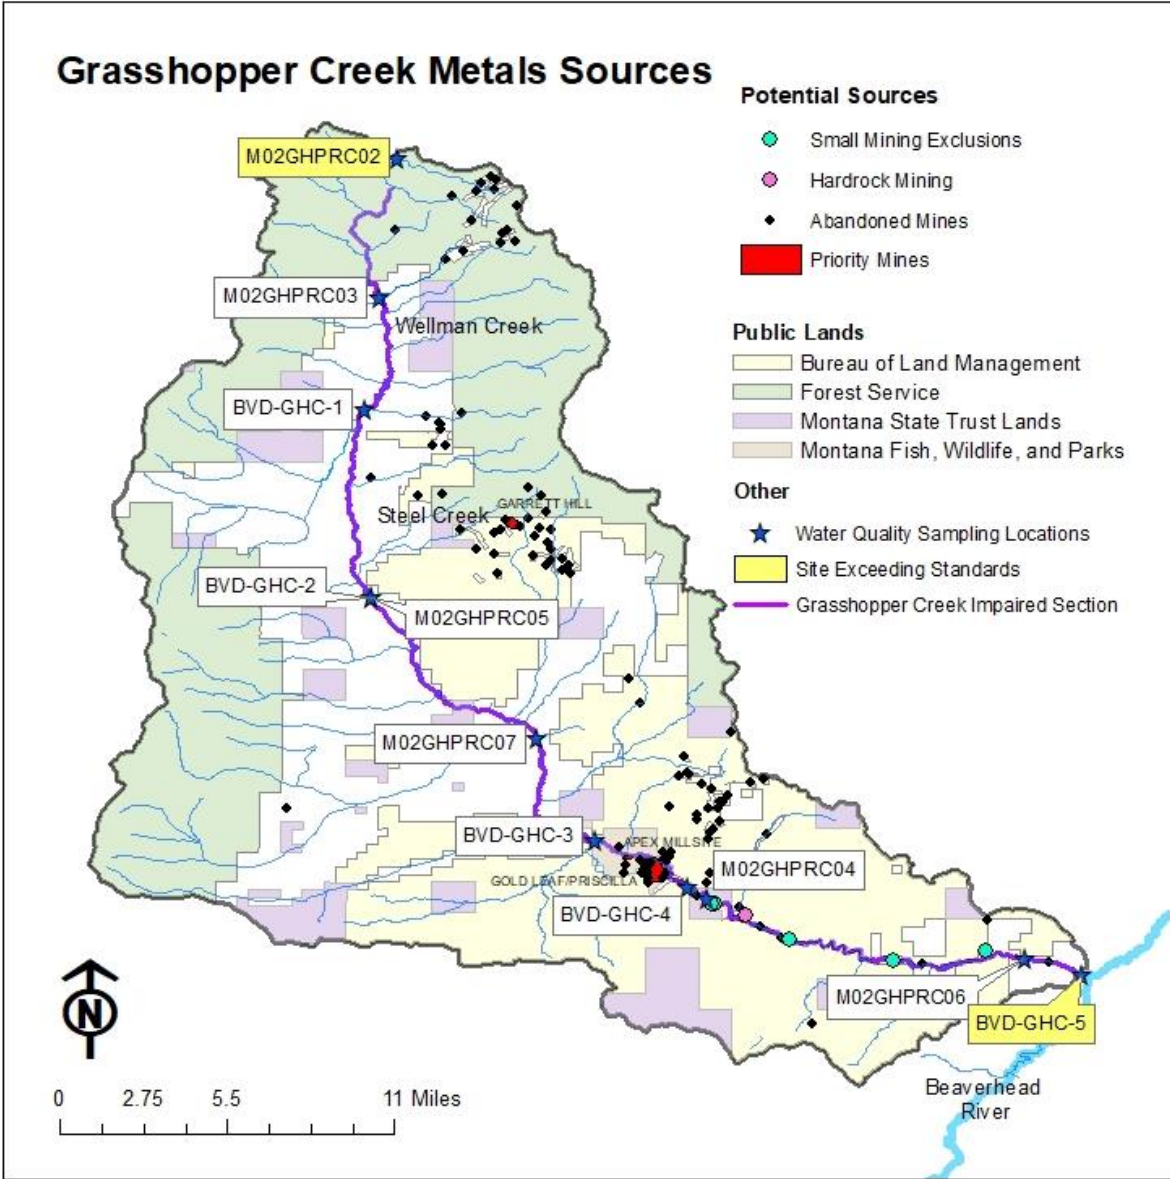 Grasshopper Creek Metals Sources
Potential Sources
Small Mining Exclusions
Hardrock Mining
Abandoned Mines
Priority Mines
Public Lands
Bureau of Land Management
Forest Service
Montana State Trust Lands
Montana Fish, Wildlife, and Parks
Other
Water Quality Sampling Locations
Site Exceeding Standards
Grasshopper Creek Impaired Section
M02GHPRC02
M02GHPRC03
Wellman Creek
BVD-GHC-1
GARRETT HILL
Steel Creek
BVD-GHC-2
M02GHPRC05
M02GHPRC07
BVD-GHC-3
APEX MILLSITE
M02GHPRC04
GOLD LEAF/PRISCILLA
BVD-GHC-4
M02GHPRC06
BVD-GHC-5
Beaverhead
River
N
0 2.75 5.5 11 Miles